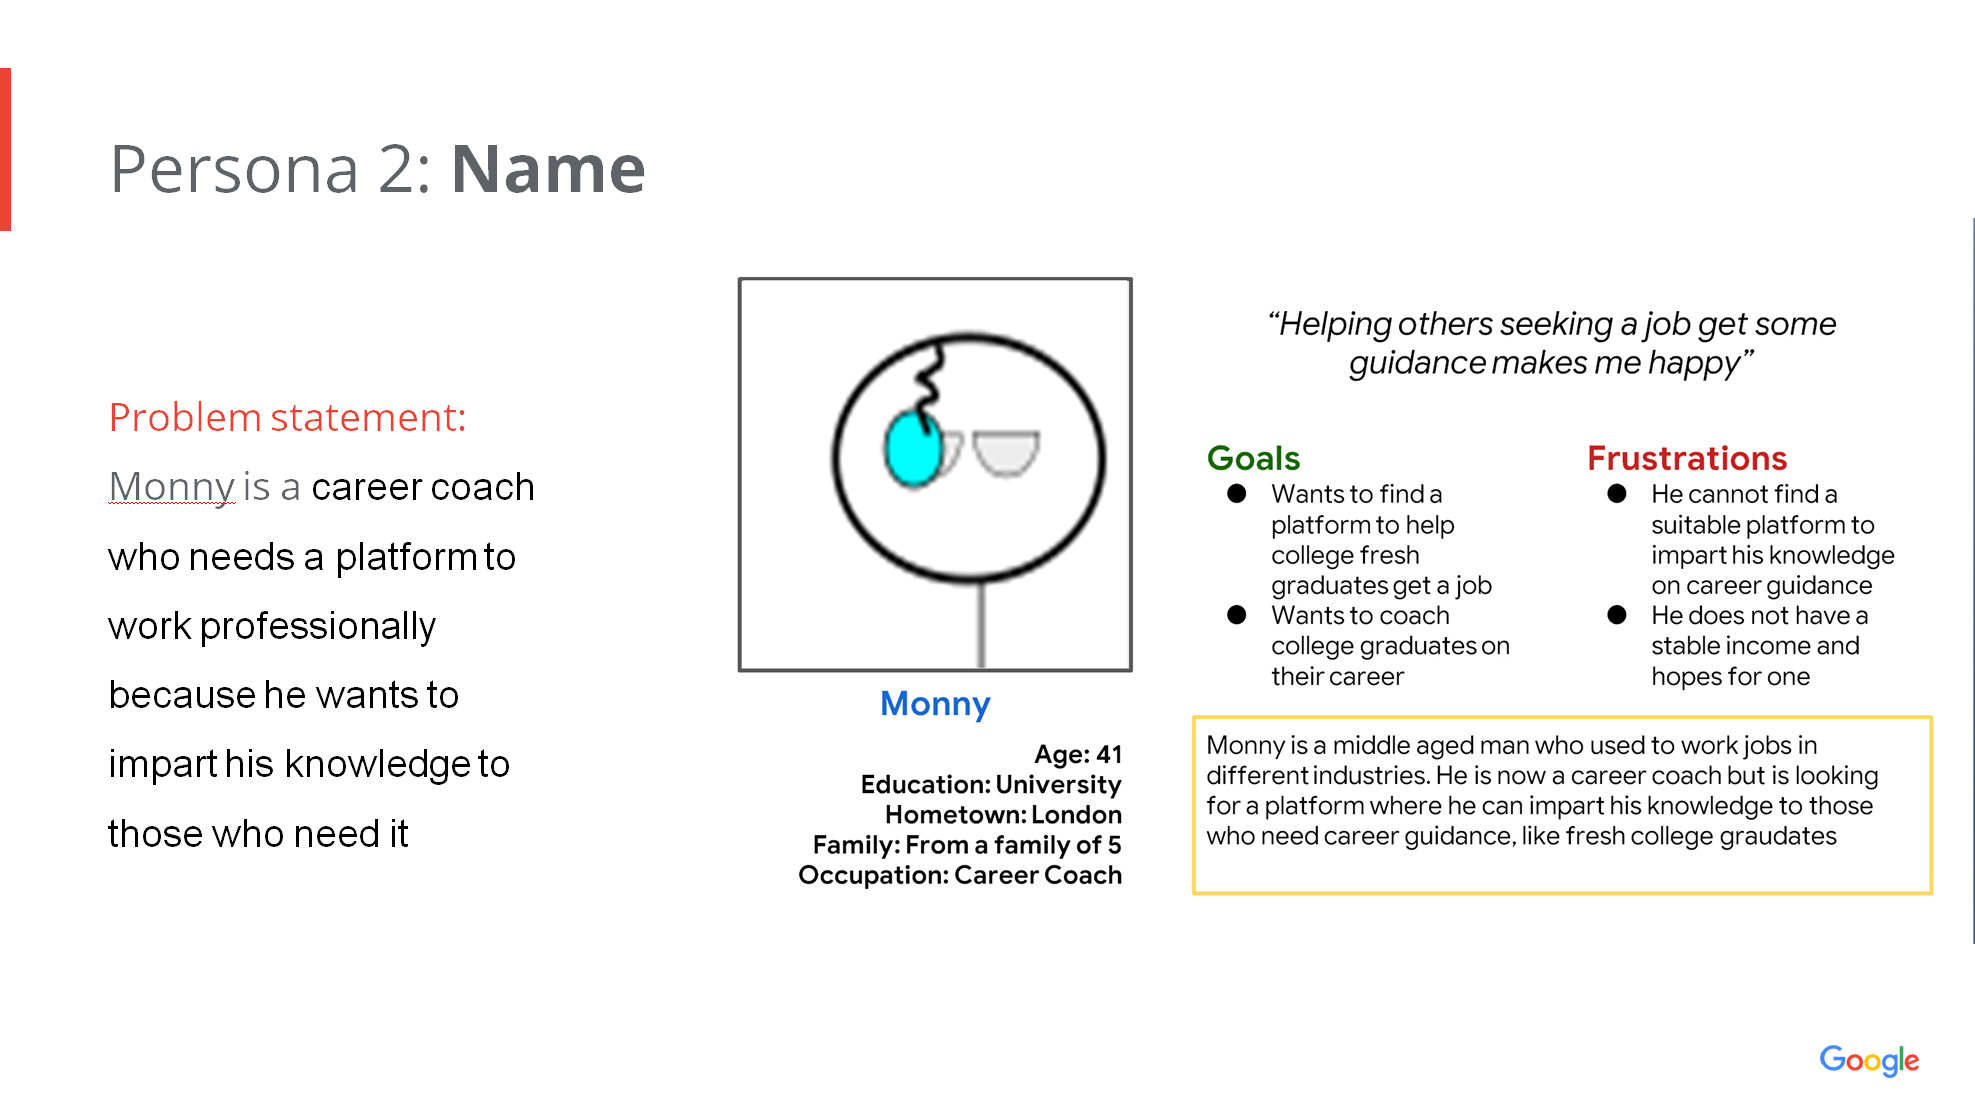 Persona 2: Name
Problem statement:
Monny is a career coach
who needs a platform to
work professionally
because he wants to
impart his knowledge to
those who need it
Monny
Age: 41
Education: University
Hometown: London
Family: From a family of 5
Occupation: Career Coach
“Helping others seeking a job get some
guidance makes me happy”
Goals
● Wants to find a
platform to help
college fresh
graduates get a job
● Wants to coach
college graduates on
their career
Frustrations
● He cannot find a
suitable platform to
impart his knowledge
on career guidance
● He does not have a
stable income and
hopes for one
Monny is a middle aged man who used to work jobs in
different industries. He is now a career coach but is looking
for a platform where he can impart his knowledge to those
who need career guidance, like fresh college graudates
Google